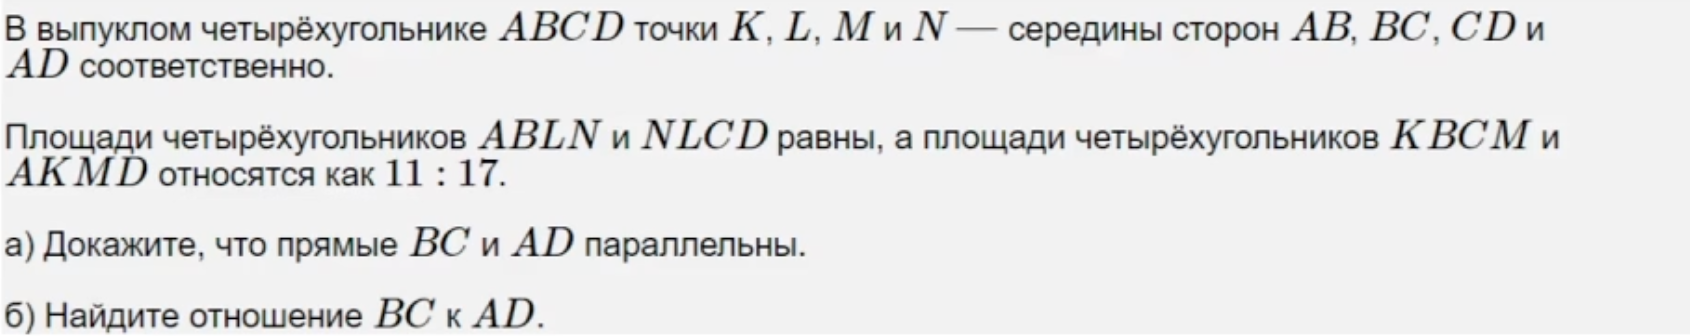 В выпуклом четырёхугольнике ABCD точки K, L, M и N — середины сторон AB, BC, CD и
AD соответственно.
Площади четырёхугольников ABLN и NLCD равны, а площади четырёхугольников KBCM и
AKMD относятся как 11 : 17.
а) Докажите, что прямые BC и AD параллельны.
б) Найдите отношение BC к AD.